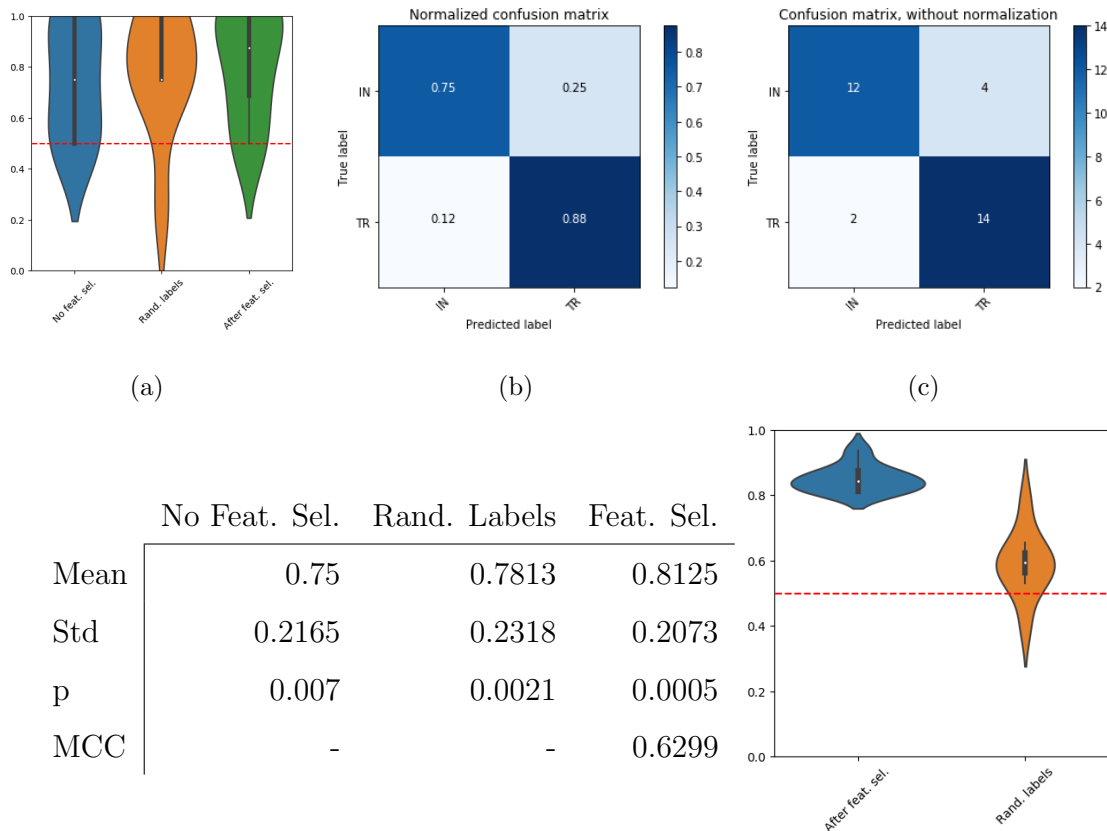 1.0
0.8
0.6
0.4
0.2
0.0
No feat. sel.
Rand. labels
After feat. sel.
Normalized confusion matrix
True label
IN
TR
0.75
0.25
0.12
0.88
IN
TR
Predicted label
0.8
0.7
0.6
0.5
0.4
0.3
0.2
Confusion matrix, without normalization
True label
IN
TR
12
4
2
14
IN
TR
Predicted label
14
12
10
8
6
4
2
(a)
(b)
(c)
No Feat. Sel. Rand. Labels Feat. Sel.
Mean 0.75 0.7813 0.8125
Std 0.2165 0.2318 0.2073
p 0.007 0.0021 0.0005
MCC - - 0.6299
1.0
0.8
0.6
0.4
0.2
0.0
After feat. sel.
Rand. labels